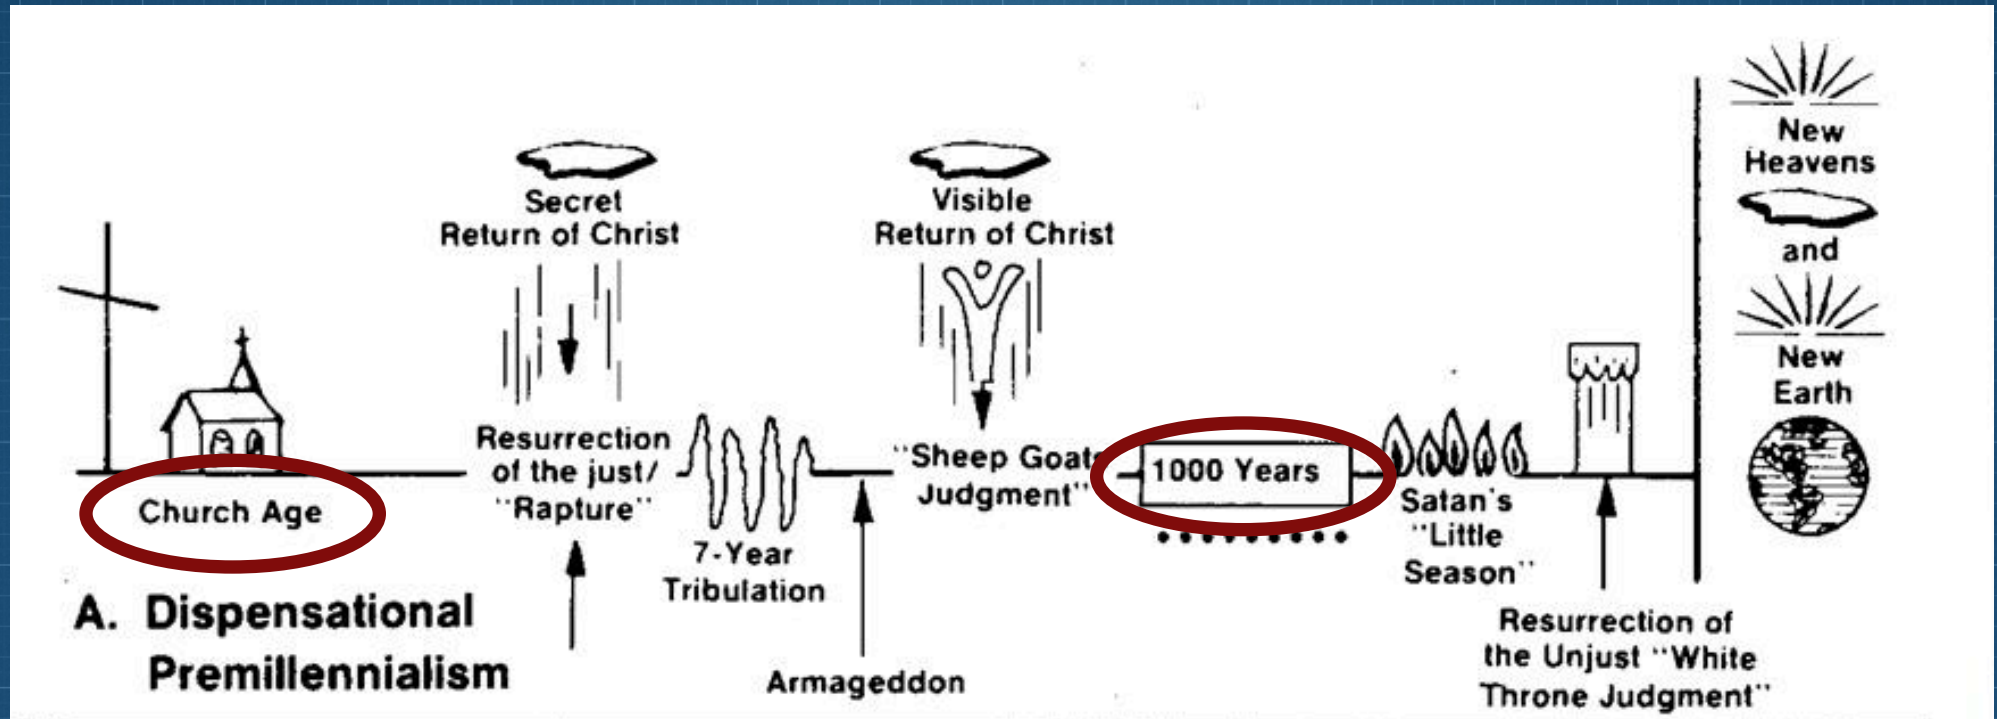 Secret
Return of Christ
Visible
Return of Christ
New
Heavens
and
New
Earth
Church Age
Resurrection
of the just/
"Rapture"
7-Year
Tribulation
Armageddon
"Sheep Goats
Judgment"
1000 Years
Satan's
"Little
Season"
Resurrection of
the Unjust "White
Throne Judgment"
A. Dispensational
Premillennialism